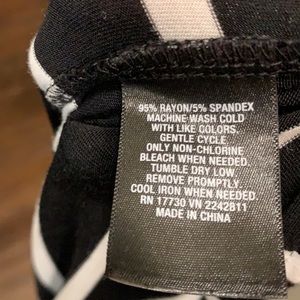 95% RAYON/5% SPANDEX
MACHINE WASH COLD
WITH LIKE COLORS.
GENTLE CYCLE
ONLY NON-CHLORINE
BLEACH WHEN NEEDED.
TUMBLE DRY LOW.
REMOVE PROMPTLY.
COOL IRON WHEN NEEDED.
RN 17730 VN 2242811
MADE IN CHINA